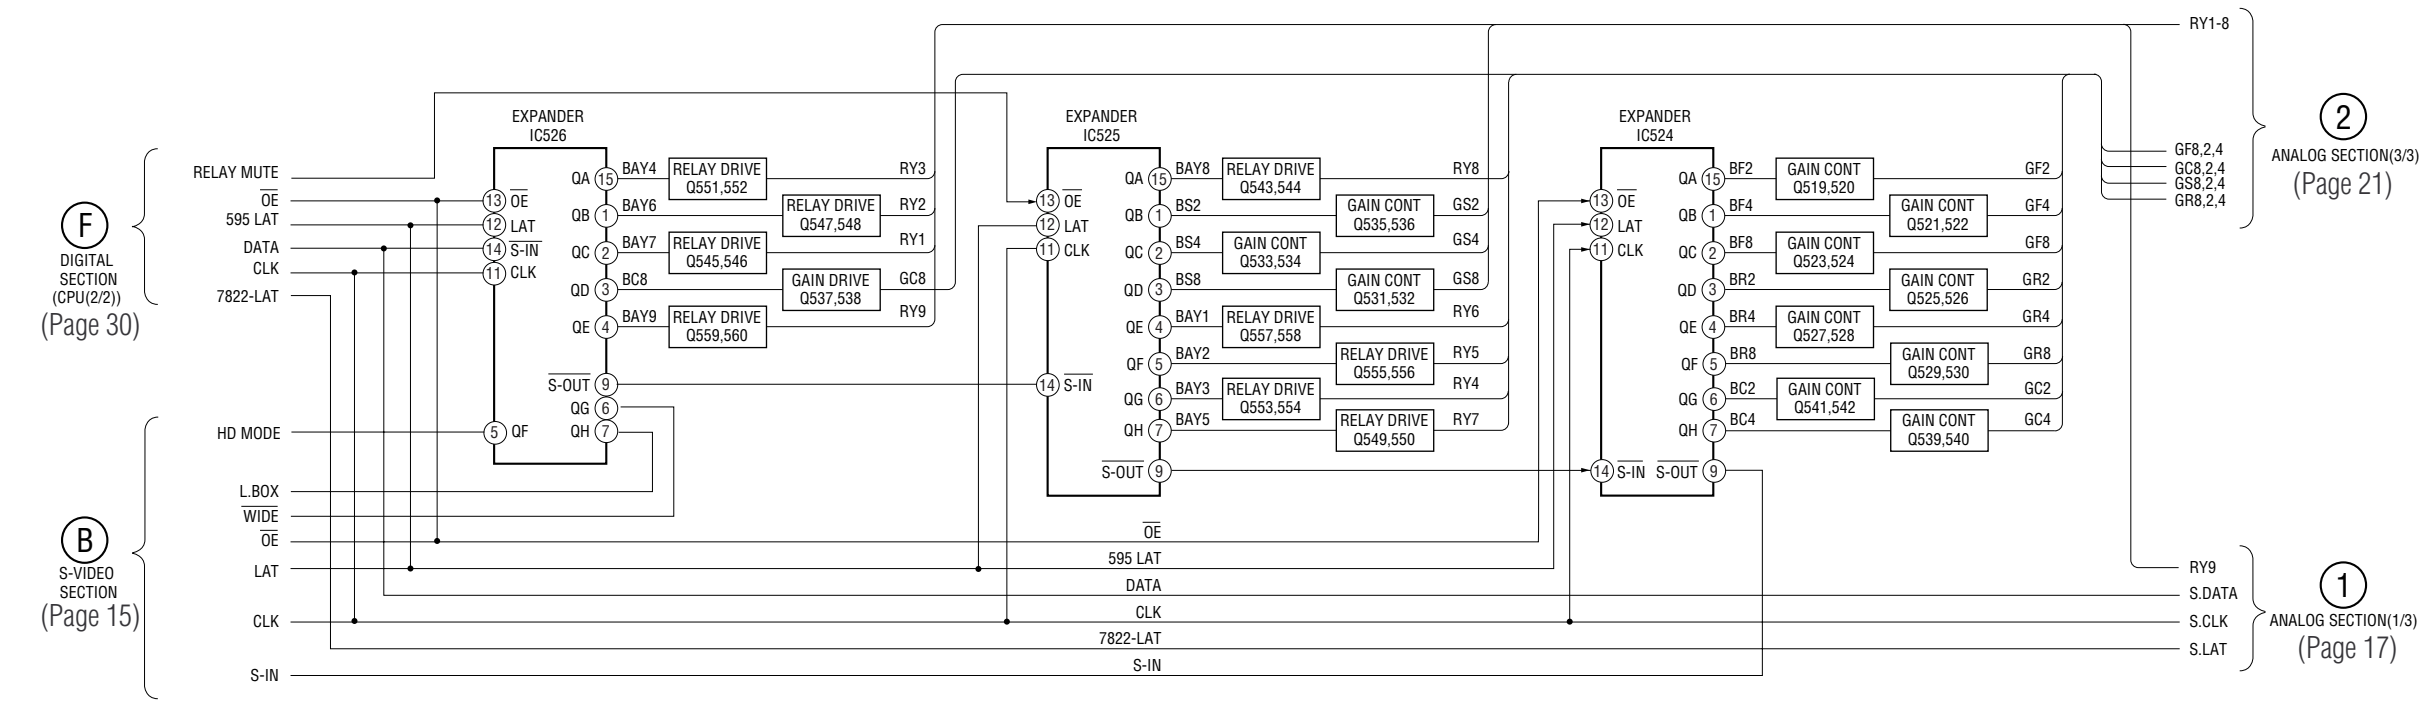 F
DIGITAL
SECTION
(CPU(2/2))
(Page 30)
RELAY MUTE
OE
595 LAT
DATA
CLK
7822-LAT
B
S-VIDEO
SECTION
(Page 15)
HD MODE
L.BOX
WIDE
OE
LAT
CLK
S-IN
EXPANDER
IC526
13 OE
12 LAT
14 S-IN
11 CLK
5 QF
QA 15 BAY4 RELAY DRIVE Q551,552 RY3
QB 1 BAY6 RELAY DRIVE Q547,548 RY2
QC 2 BAY7 RELAY DRIVE Q545,546 RY1
QD 3 BC8 GAIN DRIVE Q537,538 GC8
QE 4 BAY9 RELAY DRIVE Q559,560 RY9
S-OUT 9
QG 6
QH 7
EXPANDER
IC525
13 OE
12 LAT
11 CLK
14 S-IN
QA 15 BAY8 RELAY DRIVE Q543,544 RY8
QB 1 BS2 GAIN CONT Q535,536 GS2
QC 2 BS4 GAIN CONT Q533,534 GS4
QD 3 BS8 GAIN CONT Q531,532 GS8
QE 4 BAY1 RELAY DRIVE Q557,558 RY6
QF 5 BAY2 RELAY DRIVE Q555,556 RY5
QG 6 BAY3 RELAY DRIVE Q553,554 RY4
QH 7 BAY5 RELAY DRIVE Q549,550 RY7
S-OUT 9
EXPANDER
IC524
13 OE
12 LAT
11 CLK
14 S-IN
QA 15 BF2 GAIN CONT Q519,520 GF2
QB 1 BF4 GAIN CONT Q521,522 GF4
QC 2 BF8 GAIN CONT Q523,524 GF8
QD 3 BR2 GAIN CONT Q525,526 GR2
QE 4 BR4 GAIN CONT Q527,528 GR4
QF 5 BR8 GAIN CONT Q529,530 GR8
QG 6 BC2 GAIN CONT Q541,542 GC2
QH 7 BC4 GAIN CONT Q539,540 GC4
S-OUT 9
OE
595 LAT
DATA
CLK
7822-LAT
S-IN
RY1-8
GF8,2,4
GC8,2,4
GS8,2,4
GR8,2,4
2
ANALOG SECTION(3/3)
(Page 21)
RY9
S.DATA
S.CLK
S.LAT
1
ANALOG SECTION(1/3)
(Page 17)